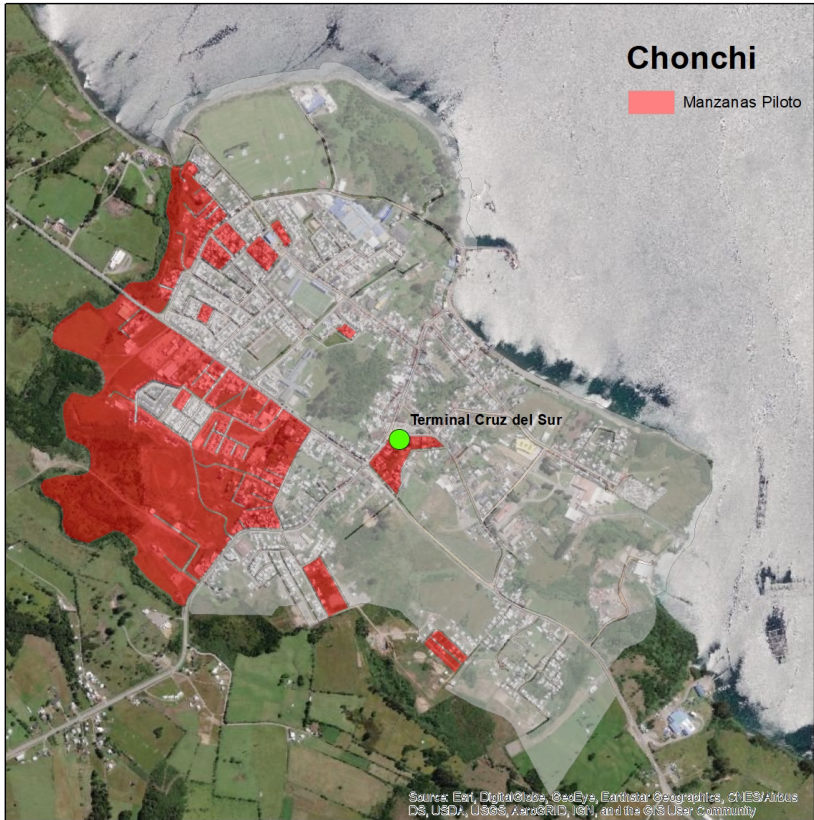 Chonchi
Manzanas Piloto
Terminal Cruz del Sur
Source: Esri, DigitalGlobe, GeoEye, Earthstar Geographics, CNES/Airbus
DS, USDA, USGS, AeroGRID, IGN, and the GIS User Community